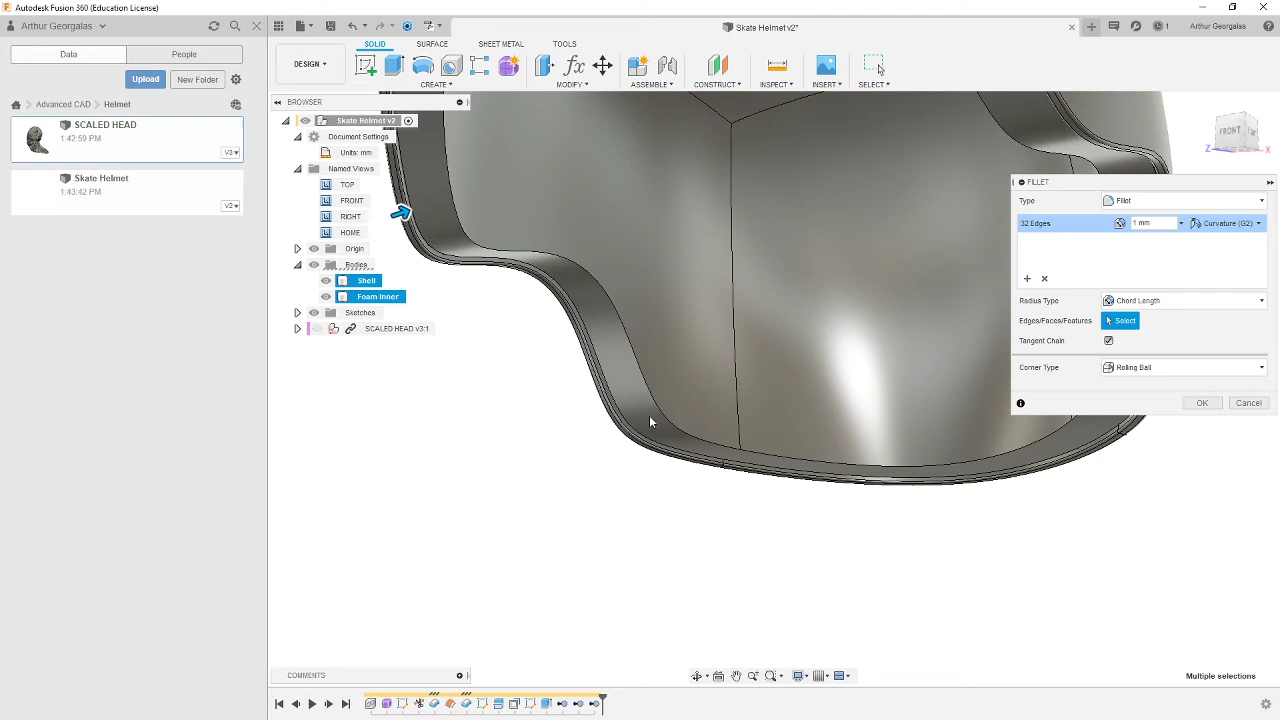 Autodesk Fusion 360 (Education License)
Arthur Georgalas
Skate Helmet v2*
1
Arthur Georgalas
Data
People
SOLID
SURFACE
SHEET METAL
TOOLS
DESIGN
Upload
New Folder
CREATE
MODIFY
ASSEMBLE
CONSTRUCT
INSPECT
INSERT
SELECT
Advanced CAD
Helmet
BROWSER
SCALED HEAD
1:42:59 PM
V3
Skate Helmet v2
Document Settings
Units: mm
Named Views
TOP
FRONT
RIGHT
HOME
Skate Helmet
1:43:42 PM
V2
Origin
Bodies
Shell
Foam Inner
Sketches
SCALED HEAD v3:1
FRONT
Z
X
FILLET
Type
Fillet
32 Edges
1 mm
Curvature (G2)
Radius Type
Chord Length
Edges/Faces/Features
Select
Tangent Chain
Corner Type
Rolling Ball
OK
Cancel
COMMENTS
Multiple selections